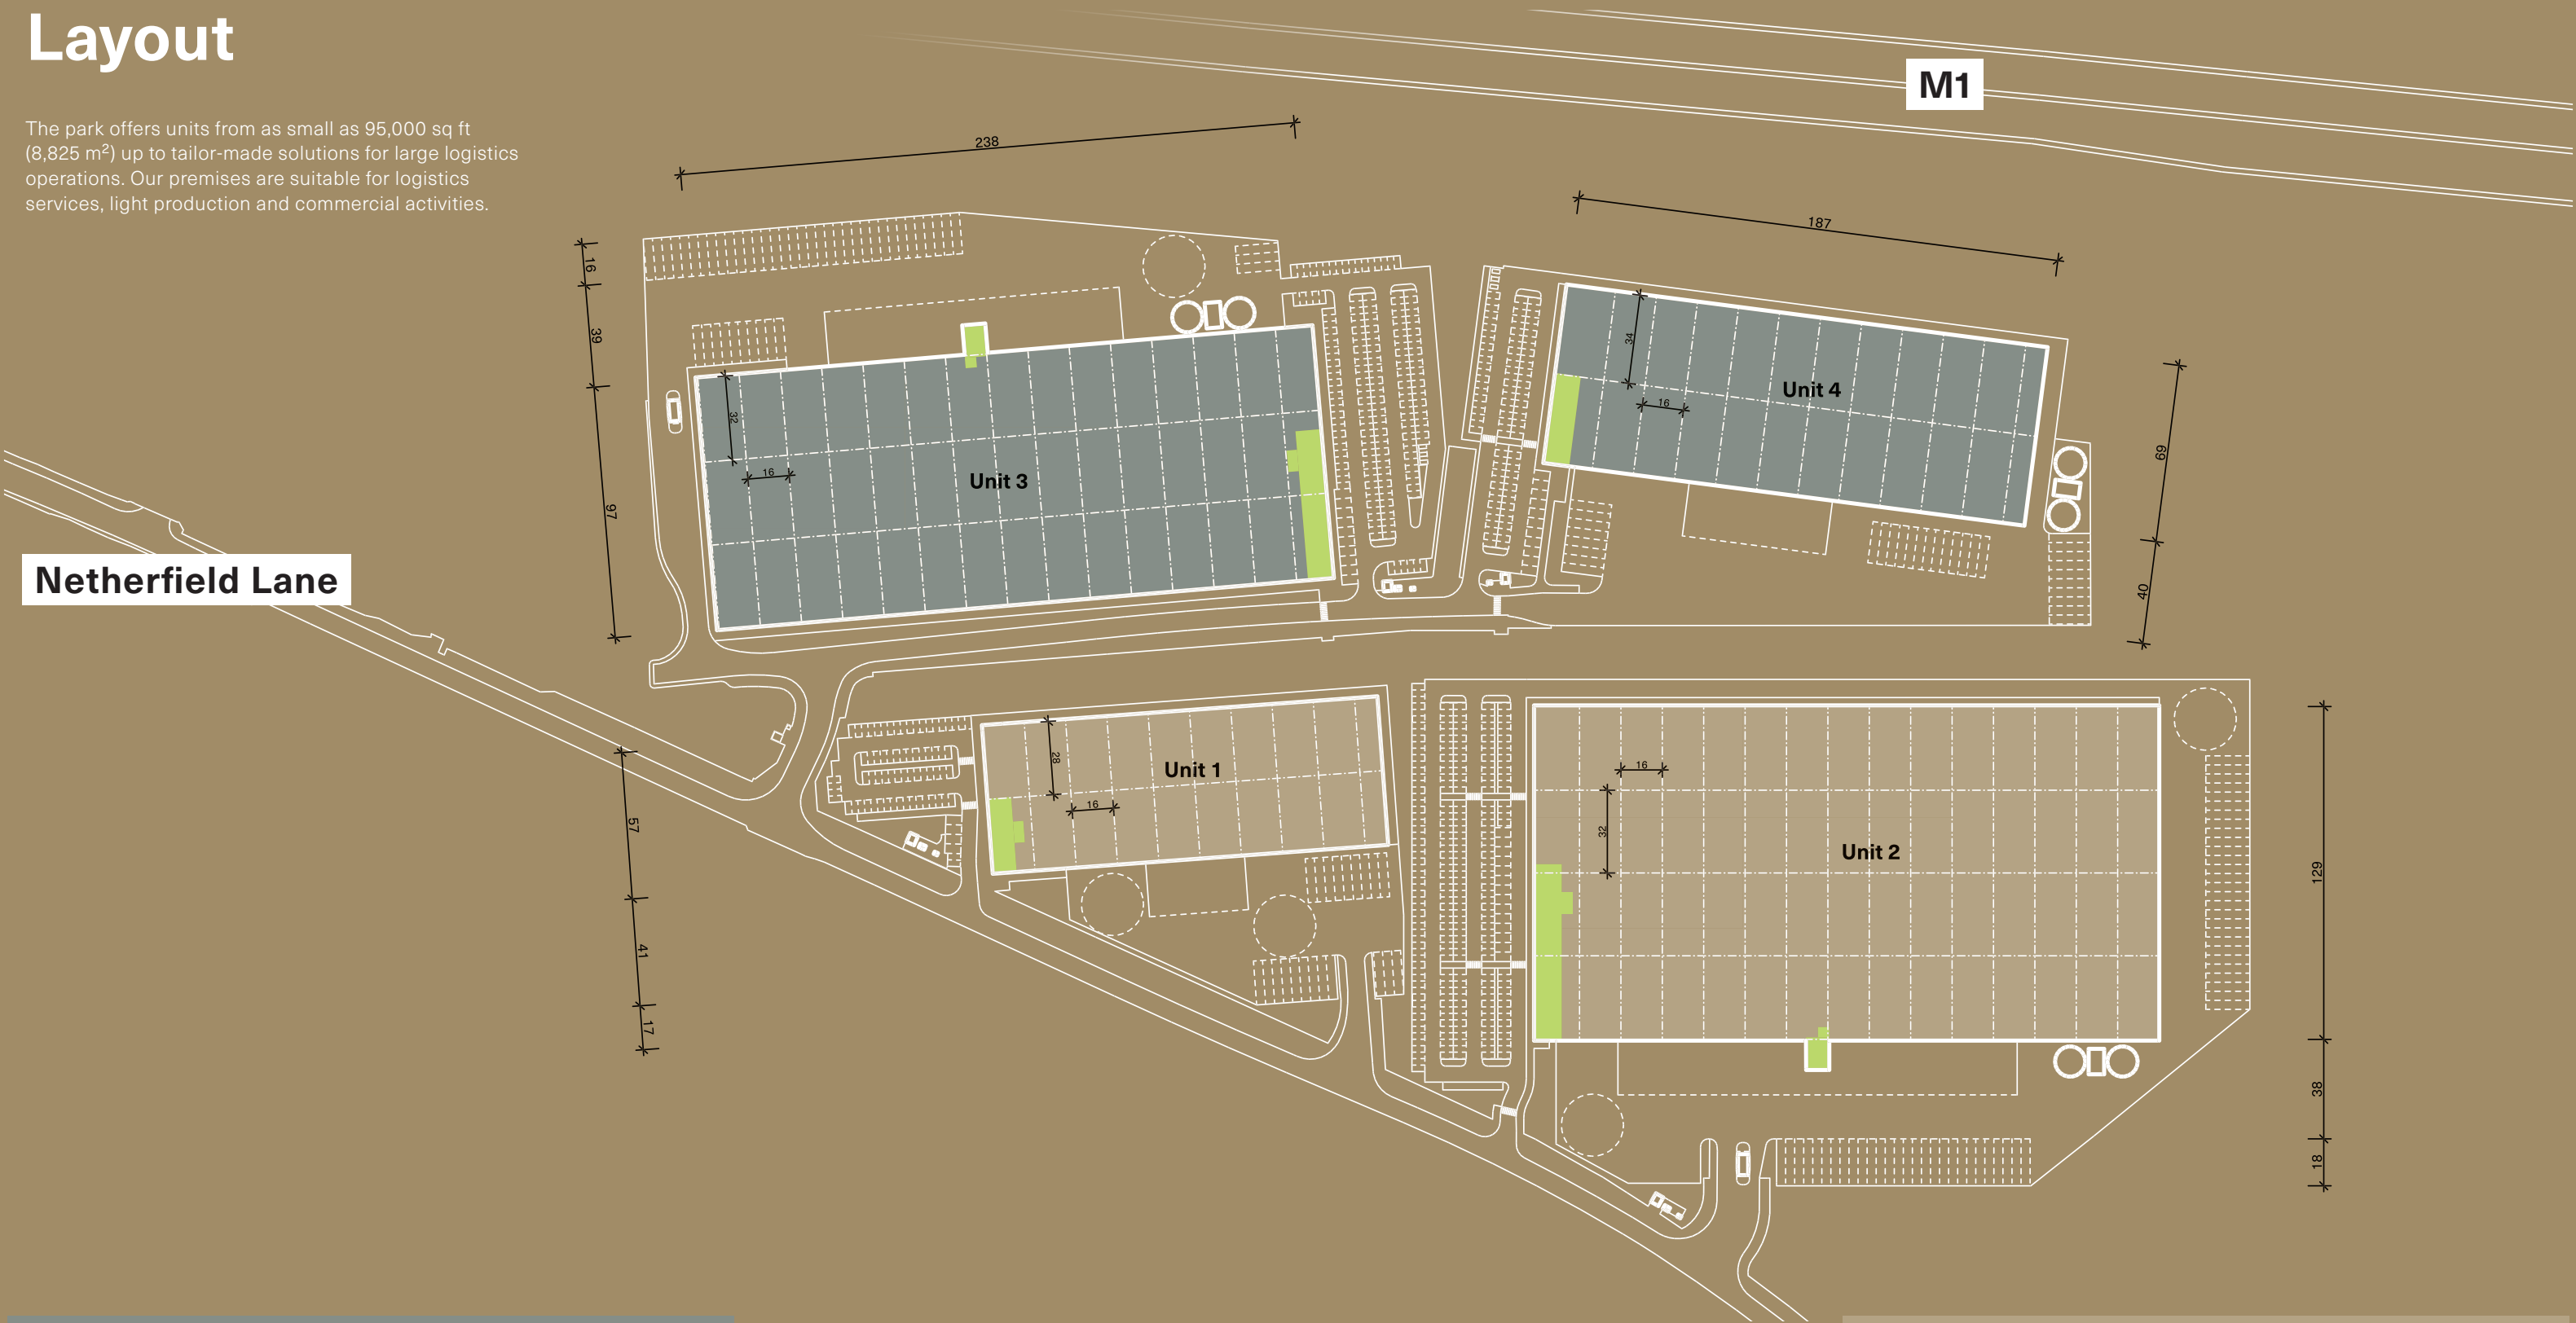 Layout
The park offers units from as small as 95,000 sq ft
(8,825 m²) up to tailor-made solutions for large logistics
operations. Our premises are suitable for logistics
services, light production and commercial activities.
M1
238
187
16
39
97
32
16
Unit 3
34
16
Unit 4
69
40
Netherfield Lane
57
41
17
28
16
Unit 1
16
32
Unit 2
129
38
18